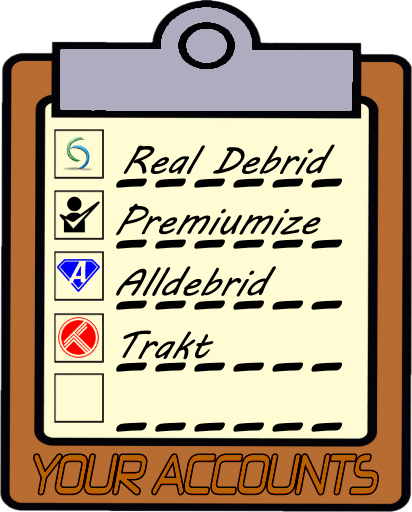 Real Debrid
Premiumize
A Alldebrid
Trakt
YOUR ACCOUNTS